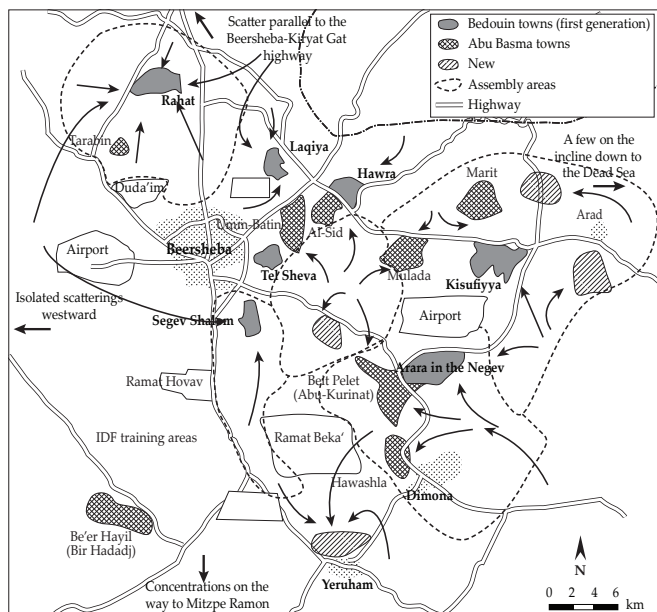 Scatter parallel to the
Beersheba-Kiryat Gat
highway
Bedouin towns (first generation)
Abu Basma towns
New
Assembly areas
Highway
Rahat
Tarabin
Duda'im
Laqiya
Hawra
Marit
A few on the
incline down to
the Dead Sea
Arad
Umm-Batin
Al-Sid
Beersheba
Airport
Tel Sheva
Mulada
Kisufiyya
Isolated scatterings
westward
Segev Shalom
Airport
Ramat Hovav
Beit Pelet
(Abu-Kurinat)
Arara in the Negev
IDF training areas
Ramat Beka'
Hawashla
Dimona
Be'er Hayil
(Bir Hadadj)
Concentrations on the
way to Mitzpe Ramon
Yeruham
N
0 2 4 6
km